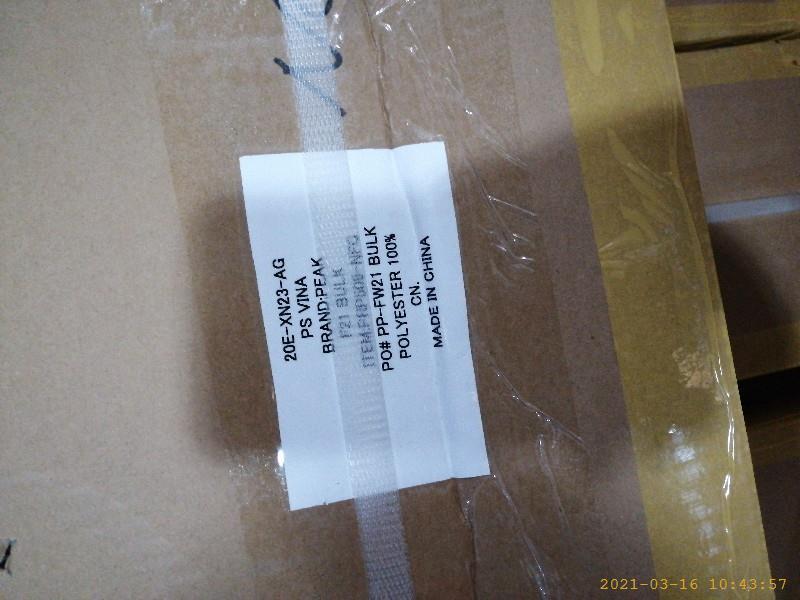 20E-XN23-AG
PS VINA
BRAND:PEAK
F21 BULK
PO# PP-FW21 BULK
POLYESTER 100%
CN.
MADE IN CHINA
2021-03-16 10:43:57